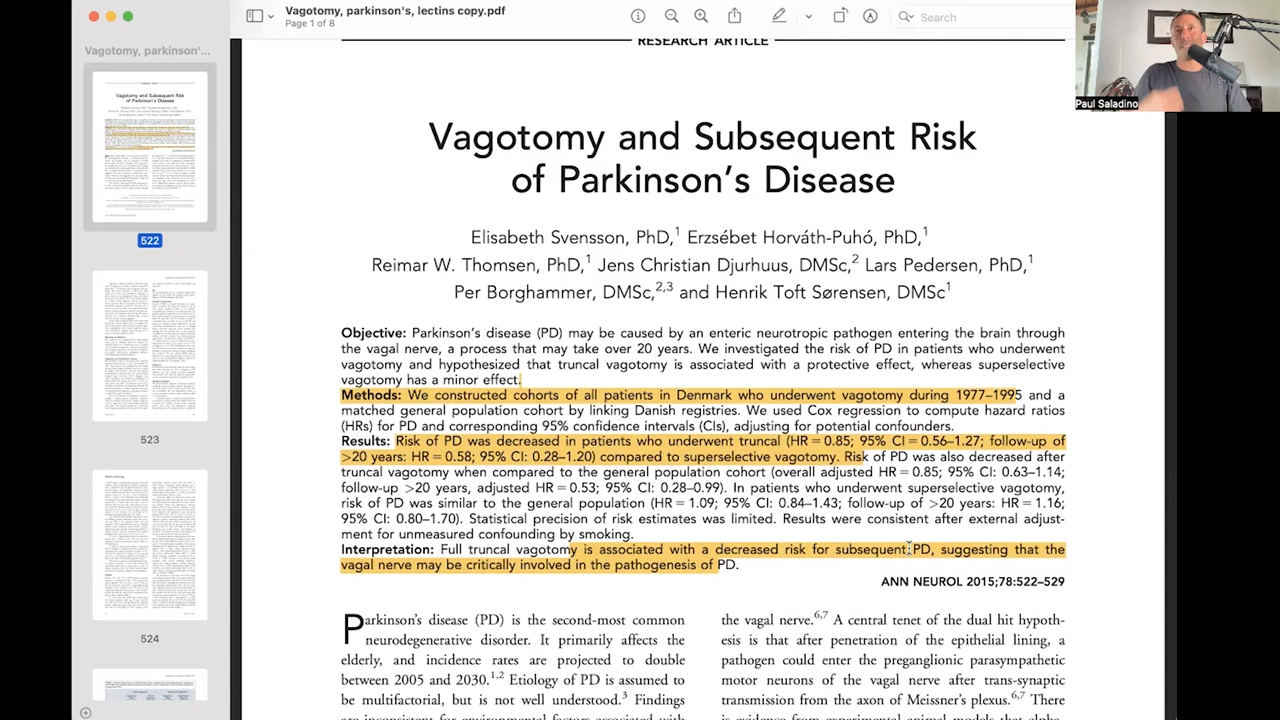 Vagotomy, parkinson's, lectins copy.pdf
Page 1 of 8
Search
Paul Saladino
Vagotomy, parkinson'...
522
523
524
RESEARCH ARTICLE
Vagotomy and Subsequent Risk
of Parkinson's Disease
Elisabeth Svensson, PhD,1 Erzsébet Horváth-Puhó, PhD,1
Reimar W. Thomsen, PhD,1 Jens Christian Djurhuus, DMSc,2 Lars Pedersen, PhD,1
Per Borghammer, DMSc,2,3 and Henrik Toft Sørensen, DMSc1
Objective: Parkinson's disease (PD) may be caused by an enteric neurotropic pathogen entering the brain through
the vagal nerve, a process that may take over 20 years. We investigated the risk of PD in patients who underwent
vagotomy and hypothesized that truncal vagotomy is associated with a protective effect, whereas superselective
vagotomy has a minor effect.
Methods: We constructed cohorts of all patients in Denmark who underwent vagotomy during 1977–1995 and a
matched general population cohort by linking Danish registries. We used Cox regression to compute hazard ratios
(HRs) for PD and corresponding 95% confidence intervals (CIs), adjusting for potential confounders.
Results: Risk of PD was decreased in patients who underwent truncal (HR = 0.85; 95% CI = 0.56–1.27; follow-up of
>20 years: HR = 0.58; 95% CI: 0.28–1.20) compared to superselective vagotomy. Risk of PD was also decreased after
truncal vagotomy when compared to the general population cohort (overall adjusted HR = 0.85; 95% CI: 0.63–1.14;
follow-up >20 years, adjusted HR = 0.53; 95% CI: 0.28–0.99). In patients who underwent superselective vagotomy,
risk of PD was similar to the general population (HR = 1.09; 95% CI: 0.84–1.43; follow-up of >20 years: HR = 1.16;
95% CI: 0.80–1.70). Statistical precision of risk estimates was limited. Results were consistent after external adjust-
ment for unmeasured confounding by smoking.
Interpretation: Full truncal vagotomy is associated with a decreased risk for subsequent PD, suggesting that the
vagal nerve may be critically involved in the pathogenesis of PD.
ANN NEUROL 2015;78:522–529
Parkinson's disease (PD) is the second-most common
neurodegenerative disorder. It primarily affects the
elderly, and incidence rates are projected to double
between 2005 and 2030.1,2 Etiology of PD is assumed to
be multifactorial, but is not well understood.3 Findings
are inconsistent for environmental factors associated with
the vagal nerve.6,7 A central tenet of the dual hit hypoth-
esis is that after penetration of the epithelial lining, a
pathogen could enter the preganglionic parasympathetic
motor neurons of the vagal nerve after trans-synaptic
transmission from the axon of Meissner's plexus.6,7 There
is evidence from experimental animal models that alpha-